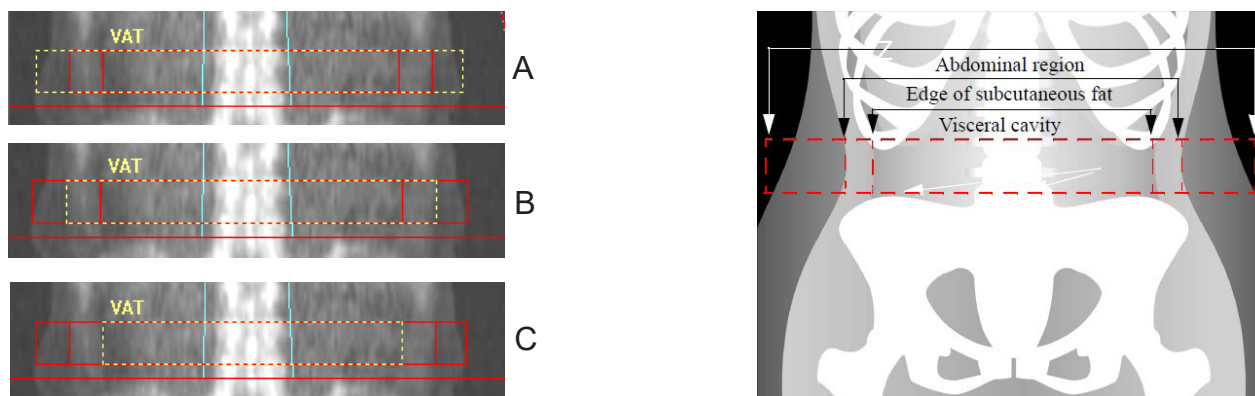 VAT
A
VAT
B
VAT
C
Abdominal region
Edge of subcutaneous fat
Visceral cavity